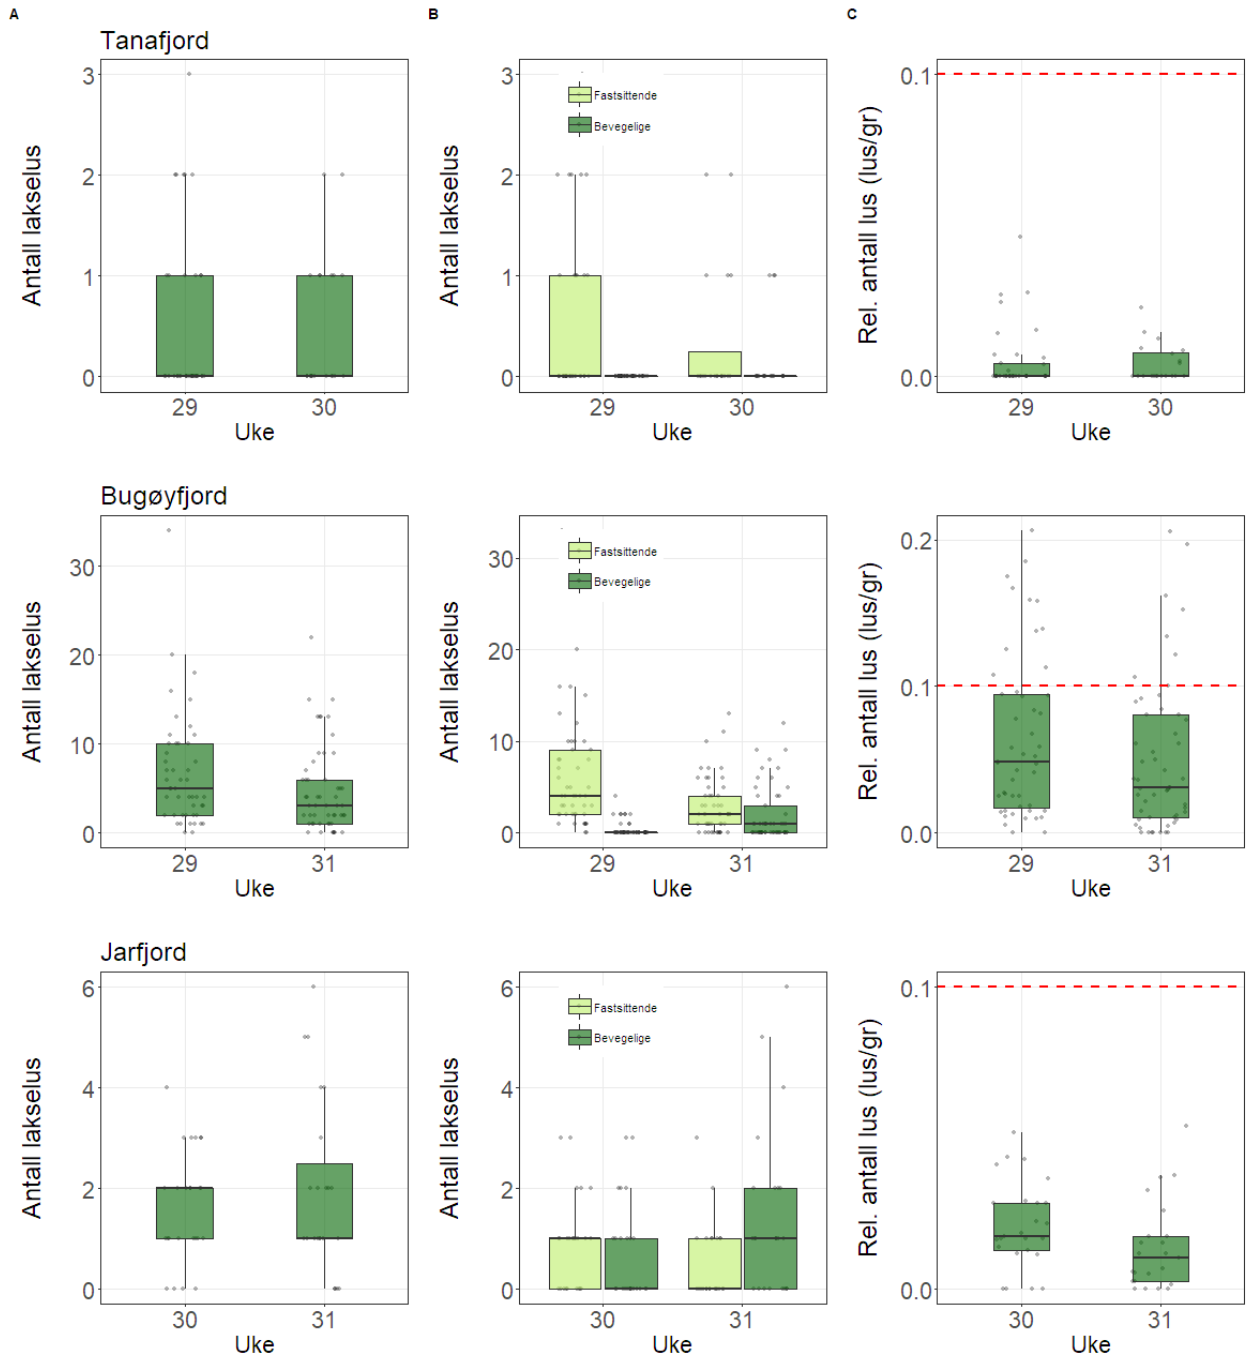 A
B
C
Tanafjord
Antall lakselus
3
2
1
0
29
30
Uke
Antall lakselus
3
2
1
0
Fastsittende
Bevegelige
29
30
Uke
Rel. antall lus (lus/gr)
0.1
0.0
29
30
Uke
Bugøyfjord
Antall lakselus
30
20
10
0
29
31
Uke
Antall lakselus
30
20
10
0
Fastsittende
Bevegelige
29
31
Uke
Rel. antall lus (lus/gr)
0.2
0.1
0.0
29
31
Uke
Jarfjord
Antall lakselus
6
4
2
0
30
31
Uke
Antall lakselus
6
4
2
0
Fastsittende
Bevegelige
30
31
Uke
Rel. antall lus (lus/gr)
0.1
0.0
30
31
Uke